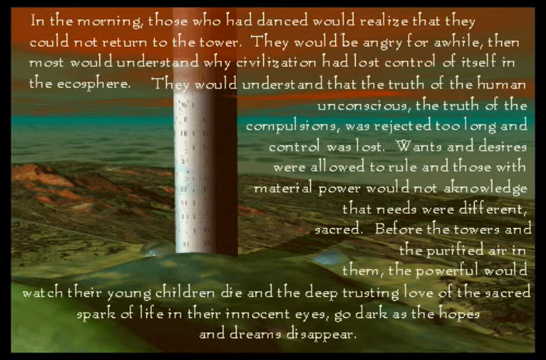 In the morning, those who had danced would realize that they
could not return to the tower. They would be angry for awhile, then
most would understand why civilization had lost control of itself in
the ecosphere. They would understand that the truth of the human
unconscious, the truth of the
compulsions, was rejected too long and
control was lost. Wants and desires
were allowed to rule and those with
material power would not aknowledge
that needs were different,
sacred. Before the towers and
the purified air in
them, the powerful would
watch their young children die and the deep trusting love of the sacred
spark of life in their innocent eyes, go dark as the hopes
and dreams disappear.